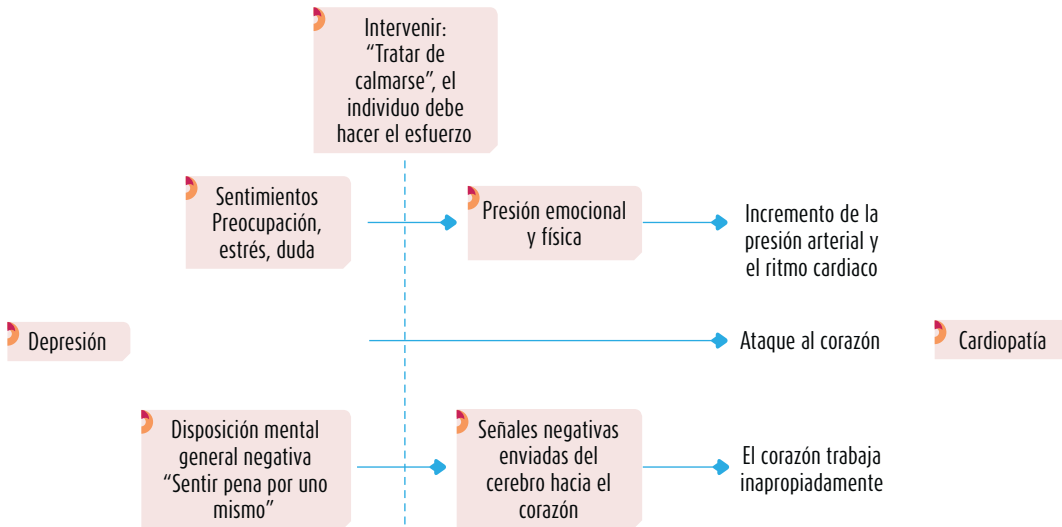 Intervenir:
“Tratar de
calmarse”, el
individuo debe
hacer el esfuerzo
Sentimientos
Preocupación,
estrés, duda
Presión emocional
y física
Incremento de la
presión arterial y
el ritmo cardiaco
Depresión
Ataque al corazón
Cardiopatía
Disposición mental
general negativa
“Sentir pena por uno
mismo”
Señales negativas
enviadas del
cerebro hacia el
corazón
El corazón trabaja
inapropiadamente